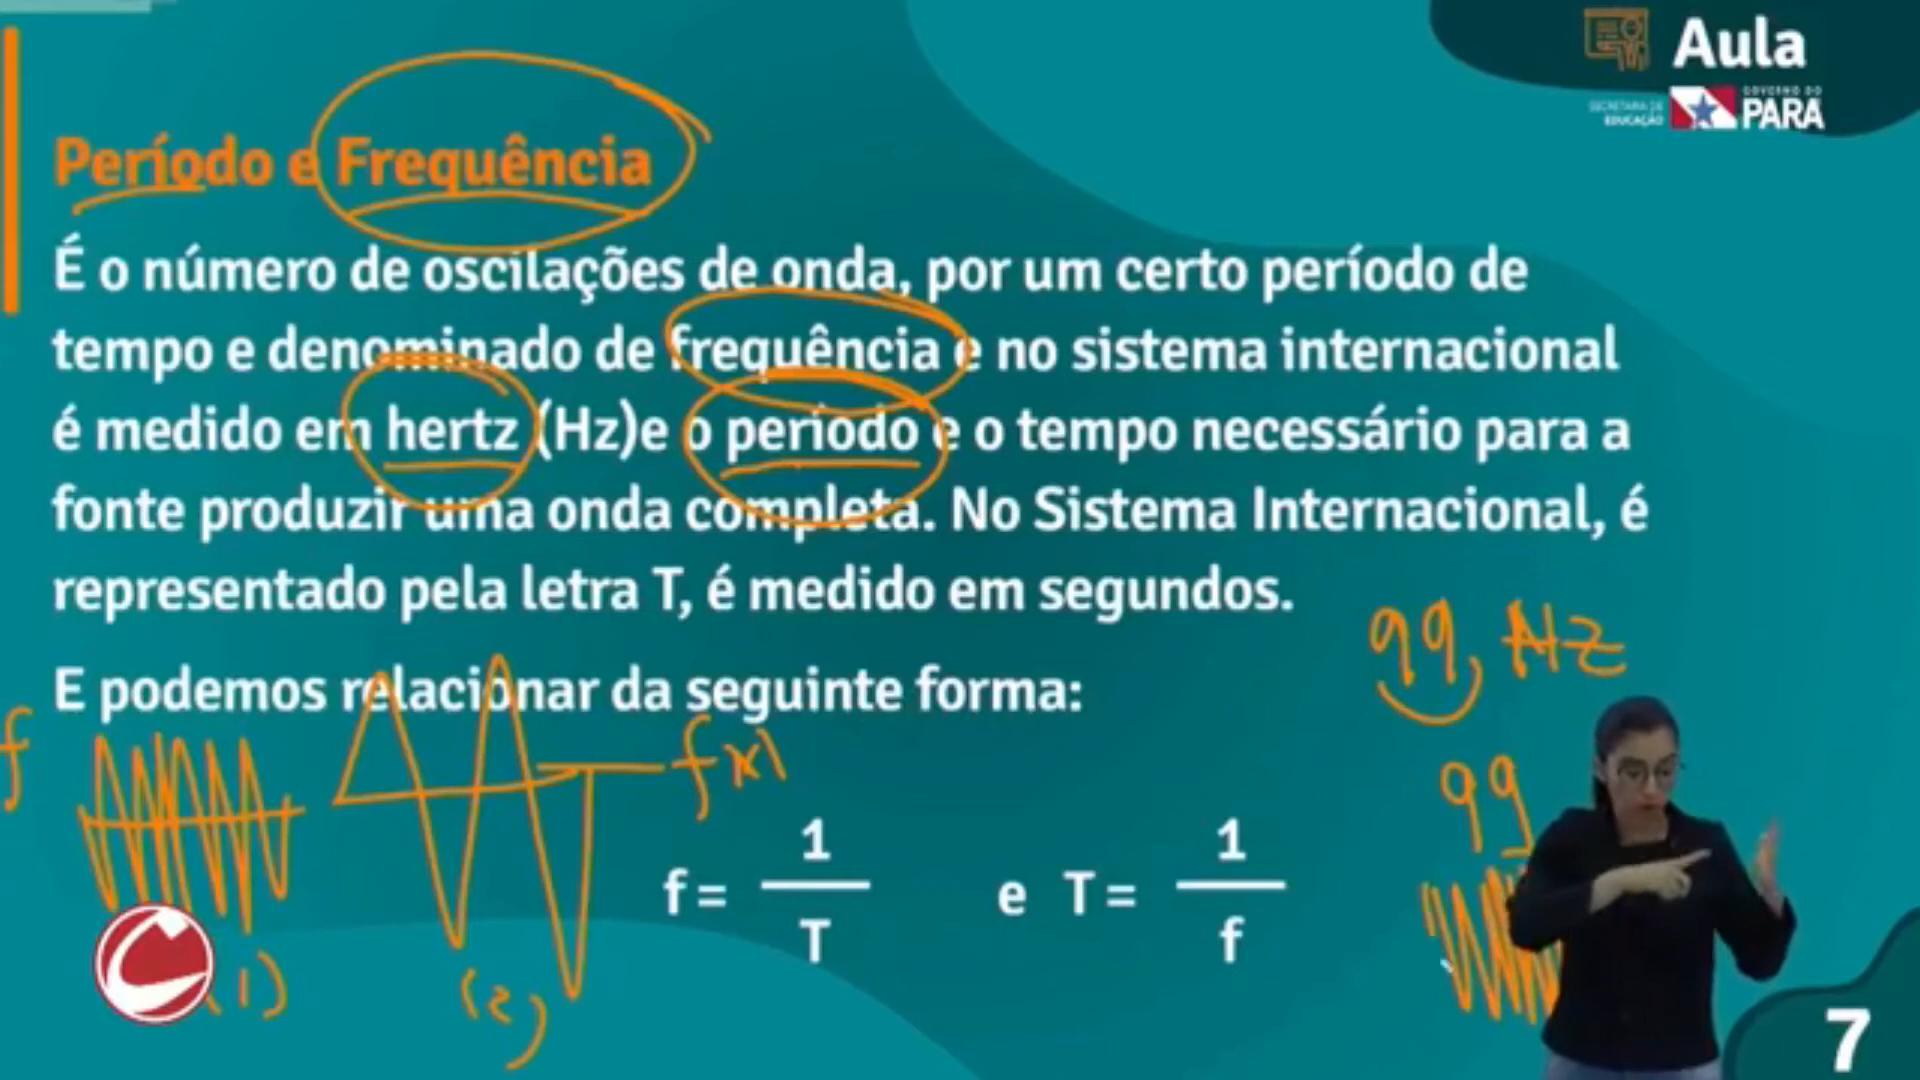 Aula
SECRETARIA DE
EDUCAÇÃO
GOVERNO DO
PARÁ
Período e Frequência
É o número de oscilações de onda, por um certo período de
tempo e denominado de frequência e no sistema internacional
é medido em hertz (Hz)e o período e o tempo necessário para a
fonte produzir uma onda completa. No Sistema Internacional, é
representado pela letra T, é medido em segundos.
99, Hz
E podemos relacionar da seguinte forma:
f
99
f = 1 / T e T = 1 / f
(1)
(2)
7